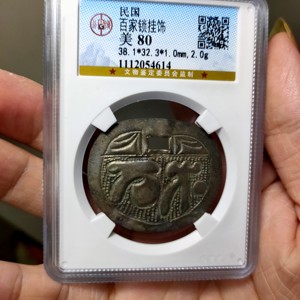 民国
百家锁挂饰
美 80
38.1*32.3*1.0mm,2.0g
1112054614
文物鉴定委员会监制